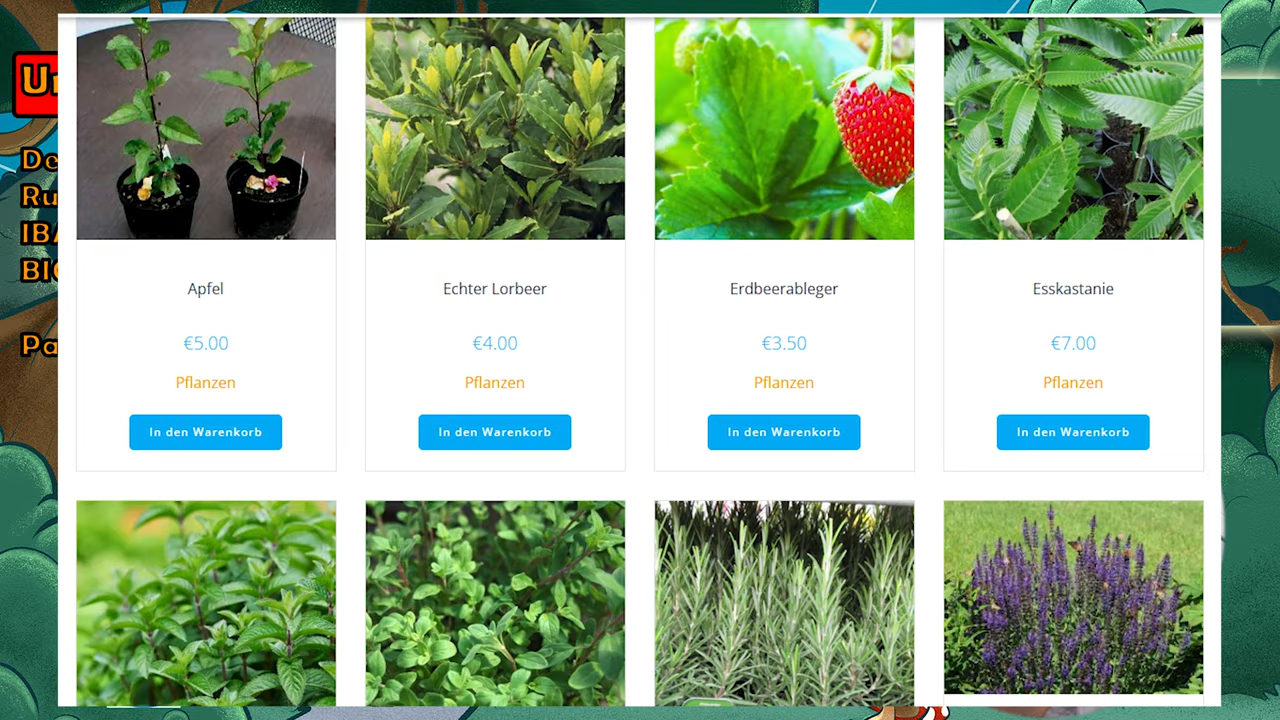 Apfel
Echter Lorbeer
Erdbeerableger
Esskastanie
€5.00
€4.00
€3.50
€7.00
Pflanzen
Pflanzen
Pflanzen
Pflanzen
In den Warenkorb
In den Warenkorb
In den Warenkorb
In den Warenkorb